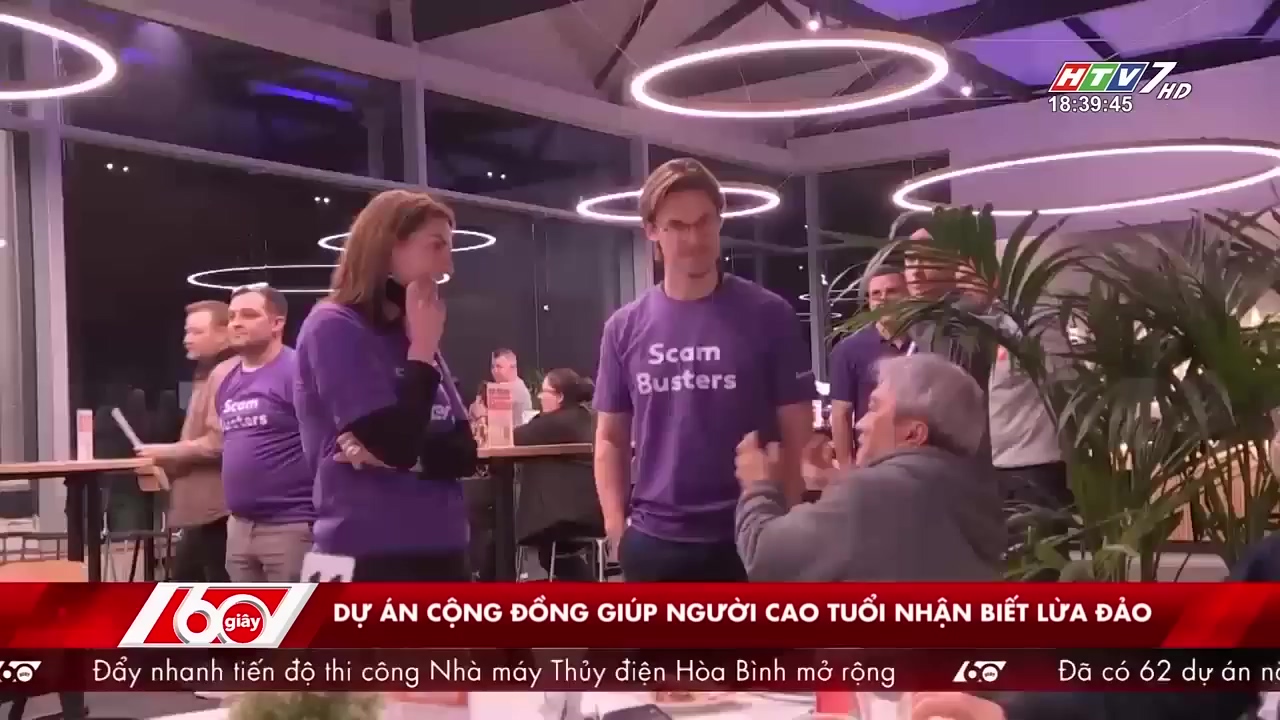 HTV7 HD
18:39:45
Scam
Busters
Scam
60 giây
DỰ ÁN CỘNG ĐỒNG GIÚP NGƯỜI CAO TUỔI NHẬN BIẾT LỪA ĐẢO
60 Đẩy nhanh tiến độ thi công Nhà máy Thủy điện Hòa Bình mở rộng 60 Đã có 62 dự án